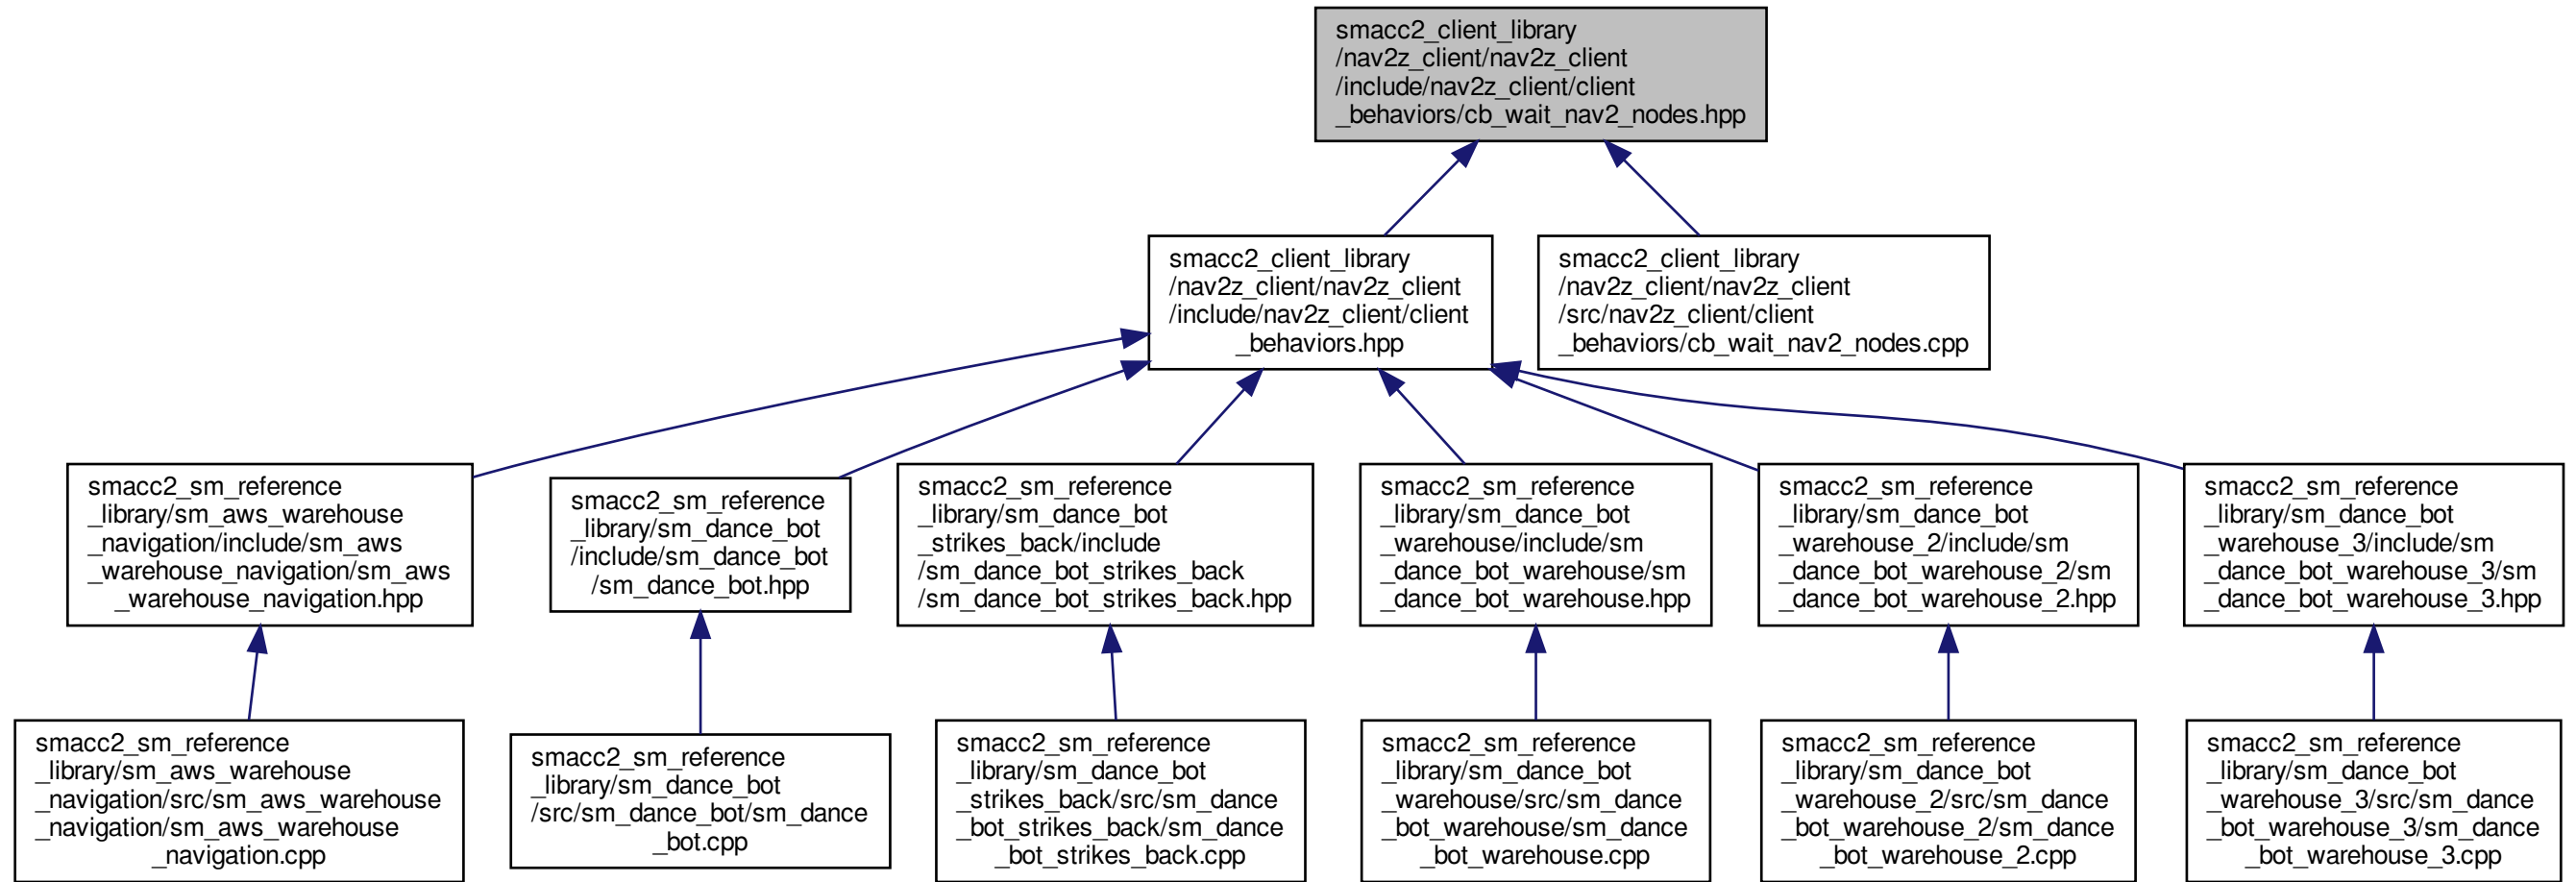 smacc2_client_library
/nav2z_client/nav2z_client
/include/nav2z_client/client
_behaviors/cb_wait_nav2_nodes.hpp
smacc2_client_library
/nav2z_client/nav2z_client
/include/nav2z_client/client
_behaviors.hpp
smacc2_client_library
/nav2z_client/nav2z_client
/src/nav2z_client/client
_behaviors/cb_wait_nav2_nodes.cpp
smacc2_sm_reference
_library/sm_aws_warehouse
_navigation/include/sm_aws
_warehouse_navigation/sm_aws
_warehouse_navigation.hpp
smacc2_sm_reference
_library/sm_dance_bot
/include/sm_dance_bot
/sm_dance_bot.hpp
smacc2_sm_reference
_library/sm_dance_bot
_strikes_back/include
/sm_dance_bot_strikes_back
/sm_dance_bot_strikes_back.hpp
smacc2_sm_reference
_library/sm_dance_bot
_warehouse/include/sm
_dance_bot_warehouse/sm
_dance_bot_warehouse.hpp
smacc2_sm_reference
_library/sm_dance_bot
_warehouse_2/include/sm
_dance_bot_warehouse_2/sm
_dance_bot_warehouse_2.hpp
smacc2_sm_reference
_library/sm_dance_bot
_warehouse_3/include/sm
_dance_bot_warehouse_3/sm
_dance_bot_warehouse_3.hpp
smacc2_sm_reference
_library/sm_aws_warehouse
_navigation/src/sm_aws_warehouse
_navigation/sm_aws_warehouse
_navigation.cpp
smacc2_sm_reference
_library/sm_dance_bot
/src/sm_dance_bot/sm_dance
_bot.cpp
smacc2_sm_reference
_library/sm_dance_bot
_strikes_back/src/sm_dance
_bot_strikes_back/sm_dance
_bot_strikes_back.cpp
smacc2_sm_reference
_library/sm_dance_bot
_warehouse/src/sm_dance
_bot_warehouse/sm_dance
_bot_warehouse.cpp
smacc2_sm_reference
_library/sm_dance_bot
_warehouse_2/src/sm_dance
_bot_warehouse_2/sm_dance
_bot_warehouse_2.cpp
smacc2_sm_reference
_library/sm_dance_bot
_warehouse_3/src/sm_dance
_bot_warehouse_3/sm_dance
_bot_warehouse_3.cpp